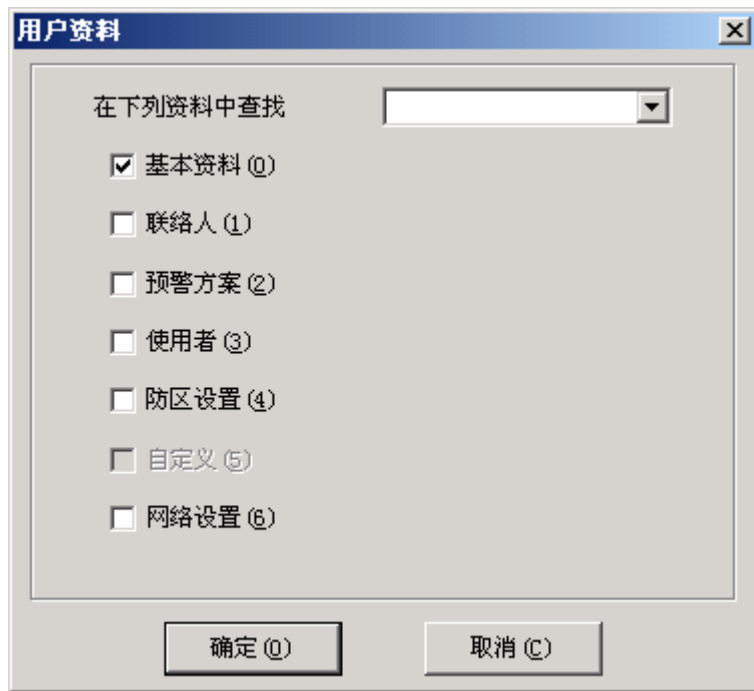 用户资料
在下列资料中查找
基本资料(0)
联络人(1)
预警方案(2)
使用者(3)
防区设置(4)
自定义(5)
网络设置(6)
确定(O) 取消(C)